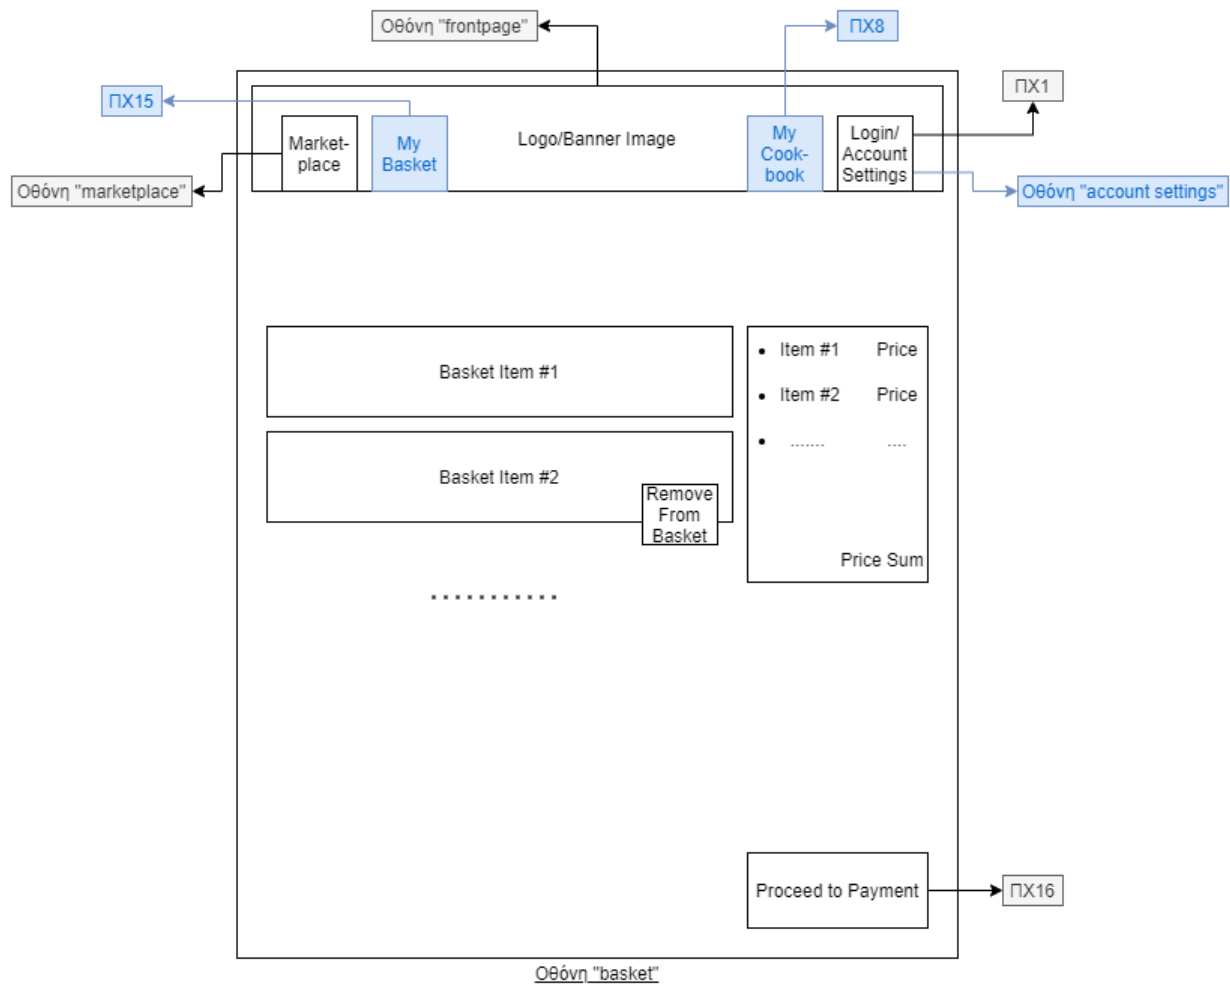 Οθόνη "frontpage"
ΠΧ8
ΠΧ1
ΠΧ15
Market-
place
My
Basket
Logo/Banner Image
My
Cook-
book
Login/
Account
Settings
Οθόνη "marketplace"
Οθόνη "account settings"
Basket Item #1
• Item #1 Price
• Item #2 Price
• ....... ....
Basket Item #2
Remove
From
Basket
Price Sum
...........
Proceed to Payment
ΠΧ16
Οθόνη "basket"